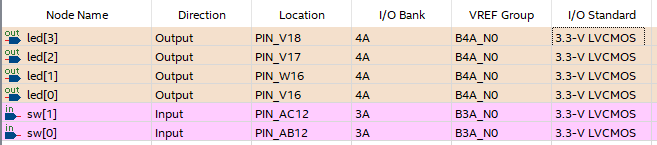 Node Name Direction Location I/O Bank VREF Group I/O Standard
out led[3] Output PIN_V18 4A B4A_N0 3.3-V LVCMOS
out led[2] Output PIN_V17 4A B4A_N0 3.3-V LVCMOS
out led[1] Output PIN_W16 4A B4A_N0 3.3-V LVCMOS
out led[0] Output PIN_V16 4A B4A_N0 3.3-V LVCMOS
in sw[1] Input PIN_AC12 3A B3A_N0 3.3-V LVCMOS
in sw[0] Input PIN_AB12 3A B3A_N0 3.3-V LVCMOS